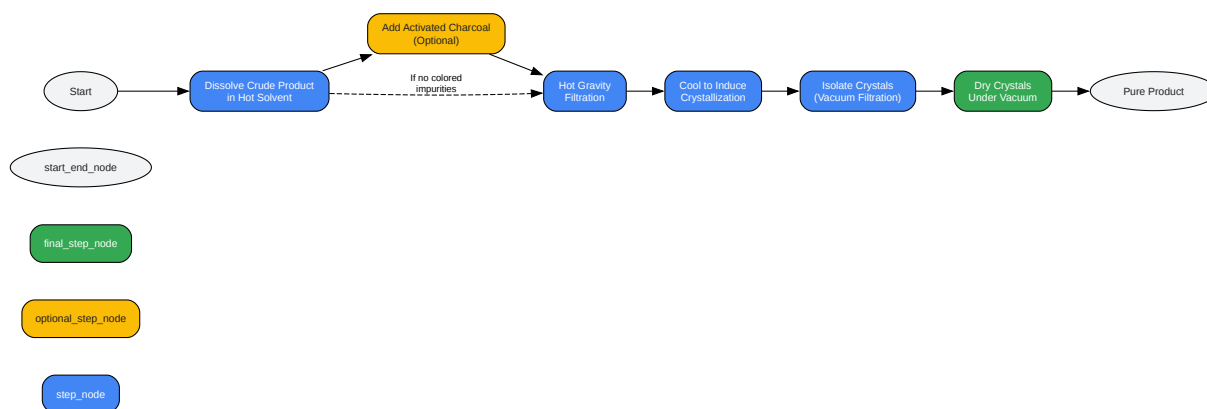 Add Activated Charcoal
(Optional)
Start
Dissolve Crude Product
in Hot Solvent
If no colored
impurities
Hot Gravity
Filtration
Cool to Induce
Crystallization
Isolate Crystals
(Vacuum Filtration)
Dry Crystals
Under Vacuum
Pure Product
start_end_node
final_step_node
optional_step_node
step_node